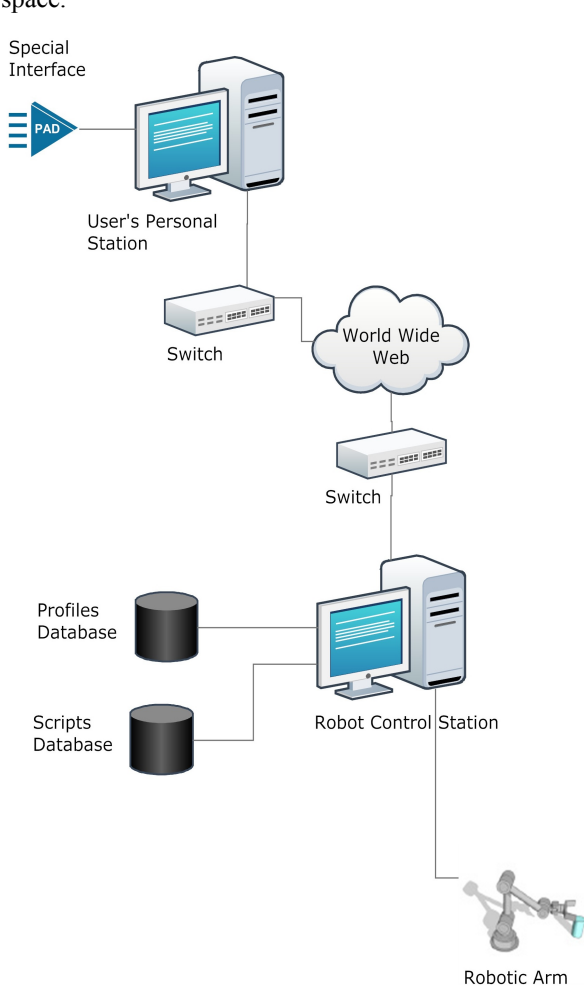 space.
Special
Interface
PAD
User's Personal
Station
Switch
World Wide
Web
Switch
Profiles
Database
Scripts
Database
Robot Control Station
Robotic Arm